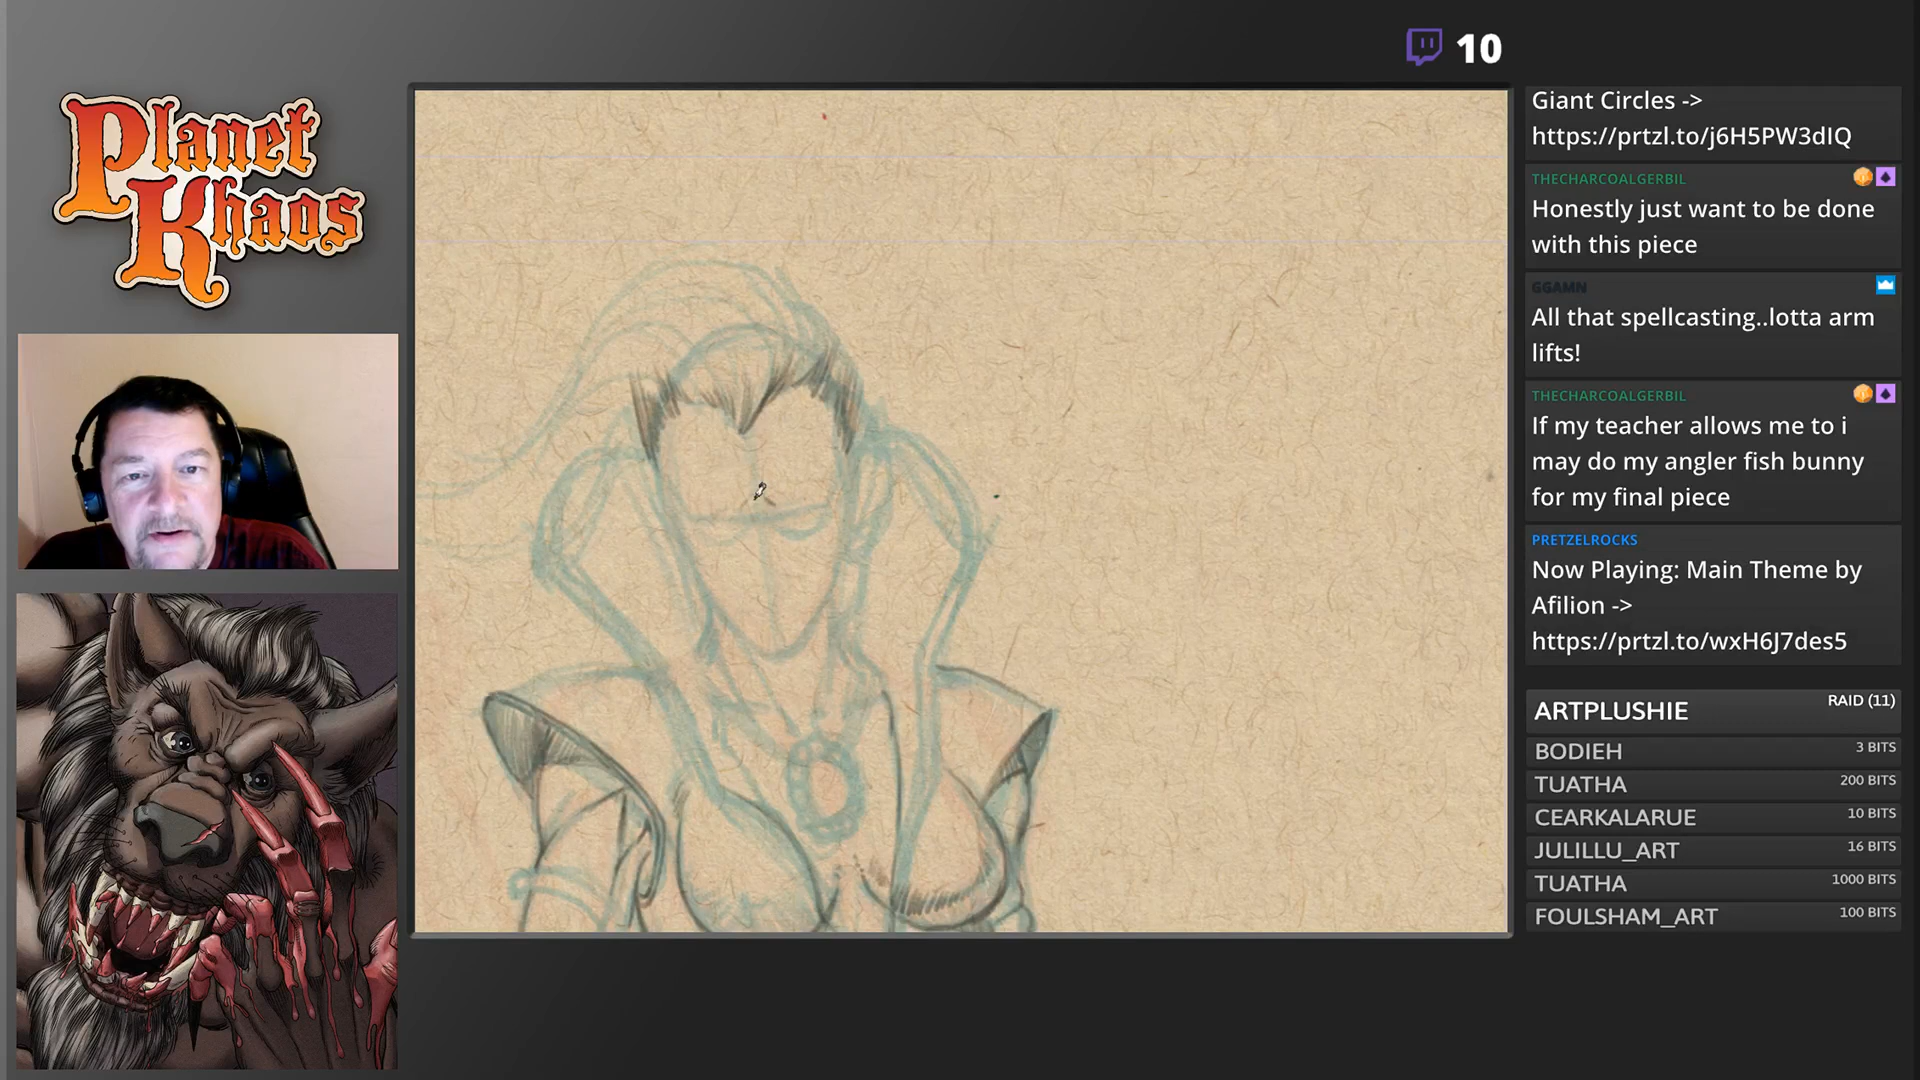 10
Planet
Khaos
Giant Circles ->
https://prtzl.to/j6H5PW3dIQ
THECHARCOALGERBIL
Honestly just want to be done
with this piece
GGAMN
All that spellcasting..lotta arm
lifts!
THECHARCOALGERBIL
If my teacher allows me to i
may do my angler fish bunny
for my final piece
PRETZELROCKS
Now Playing: Main Theme by
Afilion ->
https://prtzl.to/wxH6J7des5
ARTPLUSHIE RAID (11)
BODIEH 3 BITS
TUATHA 200 BITS
CEARKALARUE 10 BITS
JULILLU_ART 16 BITS
TUATHA 1000 BITS
FOULSHAM_ART 100 BITS